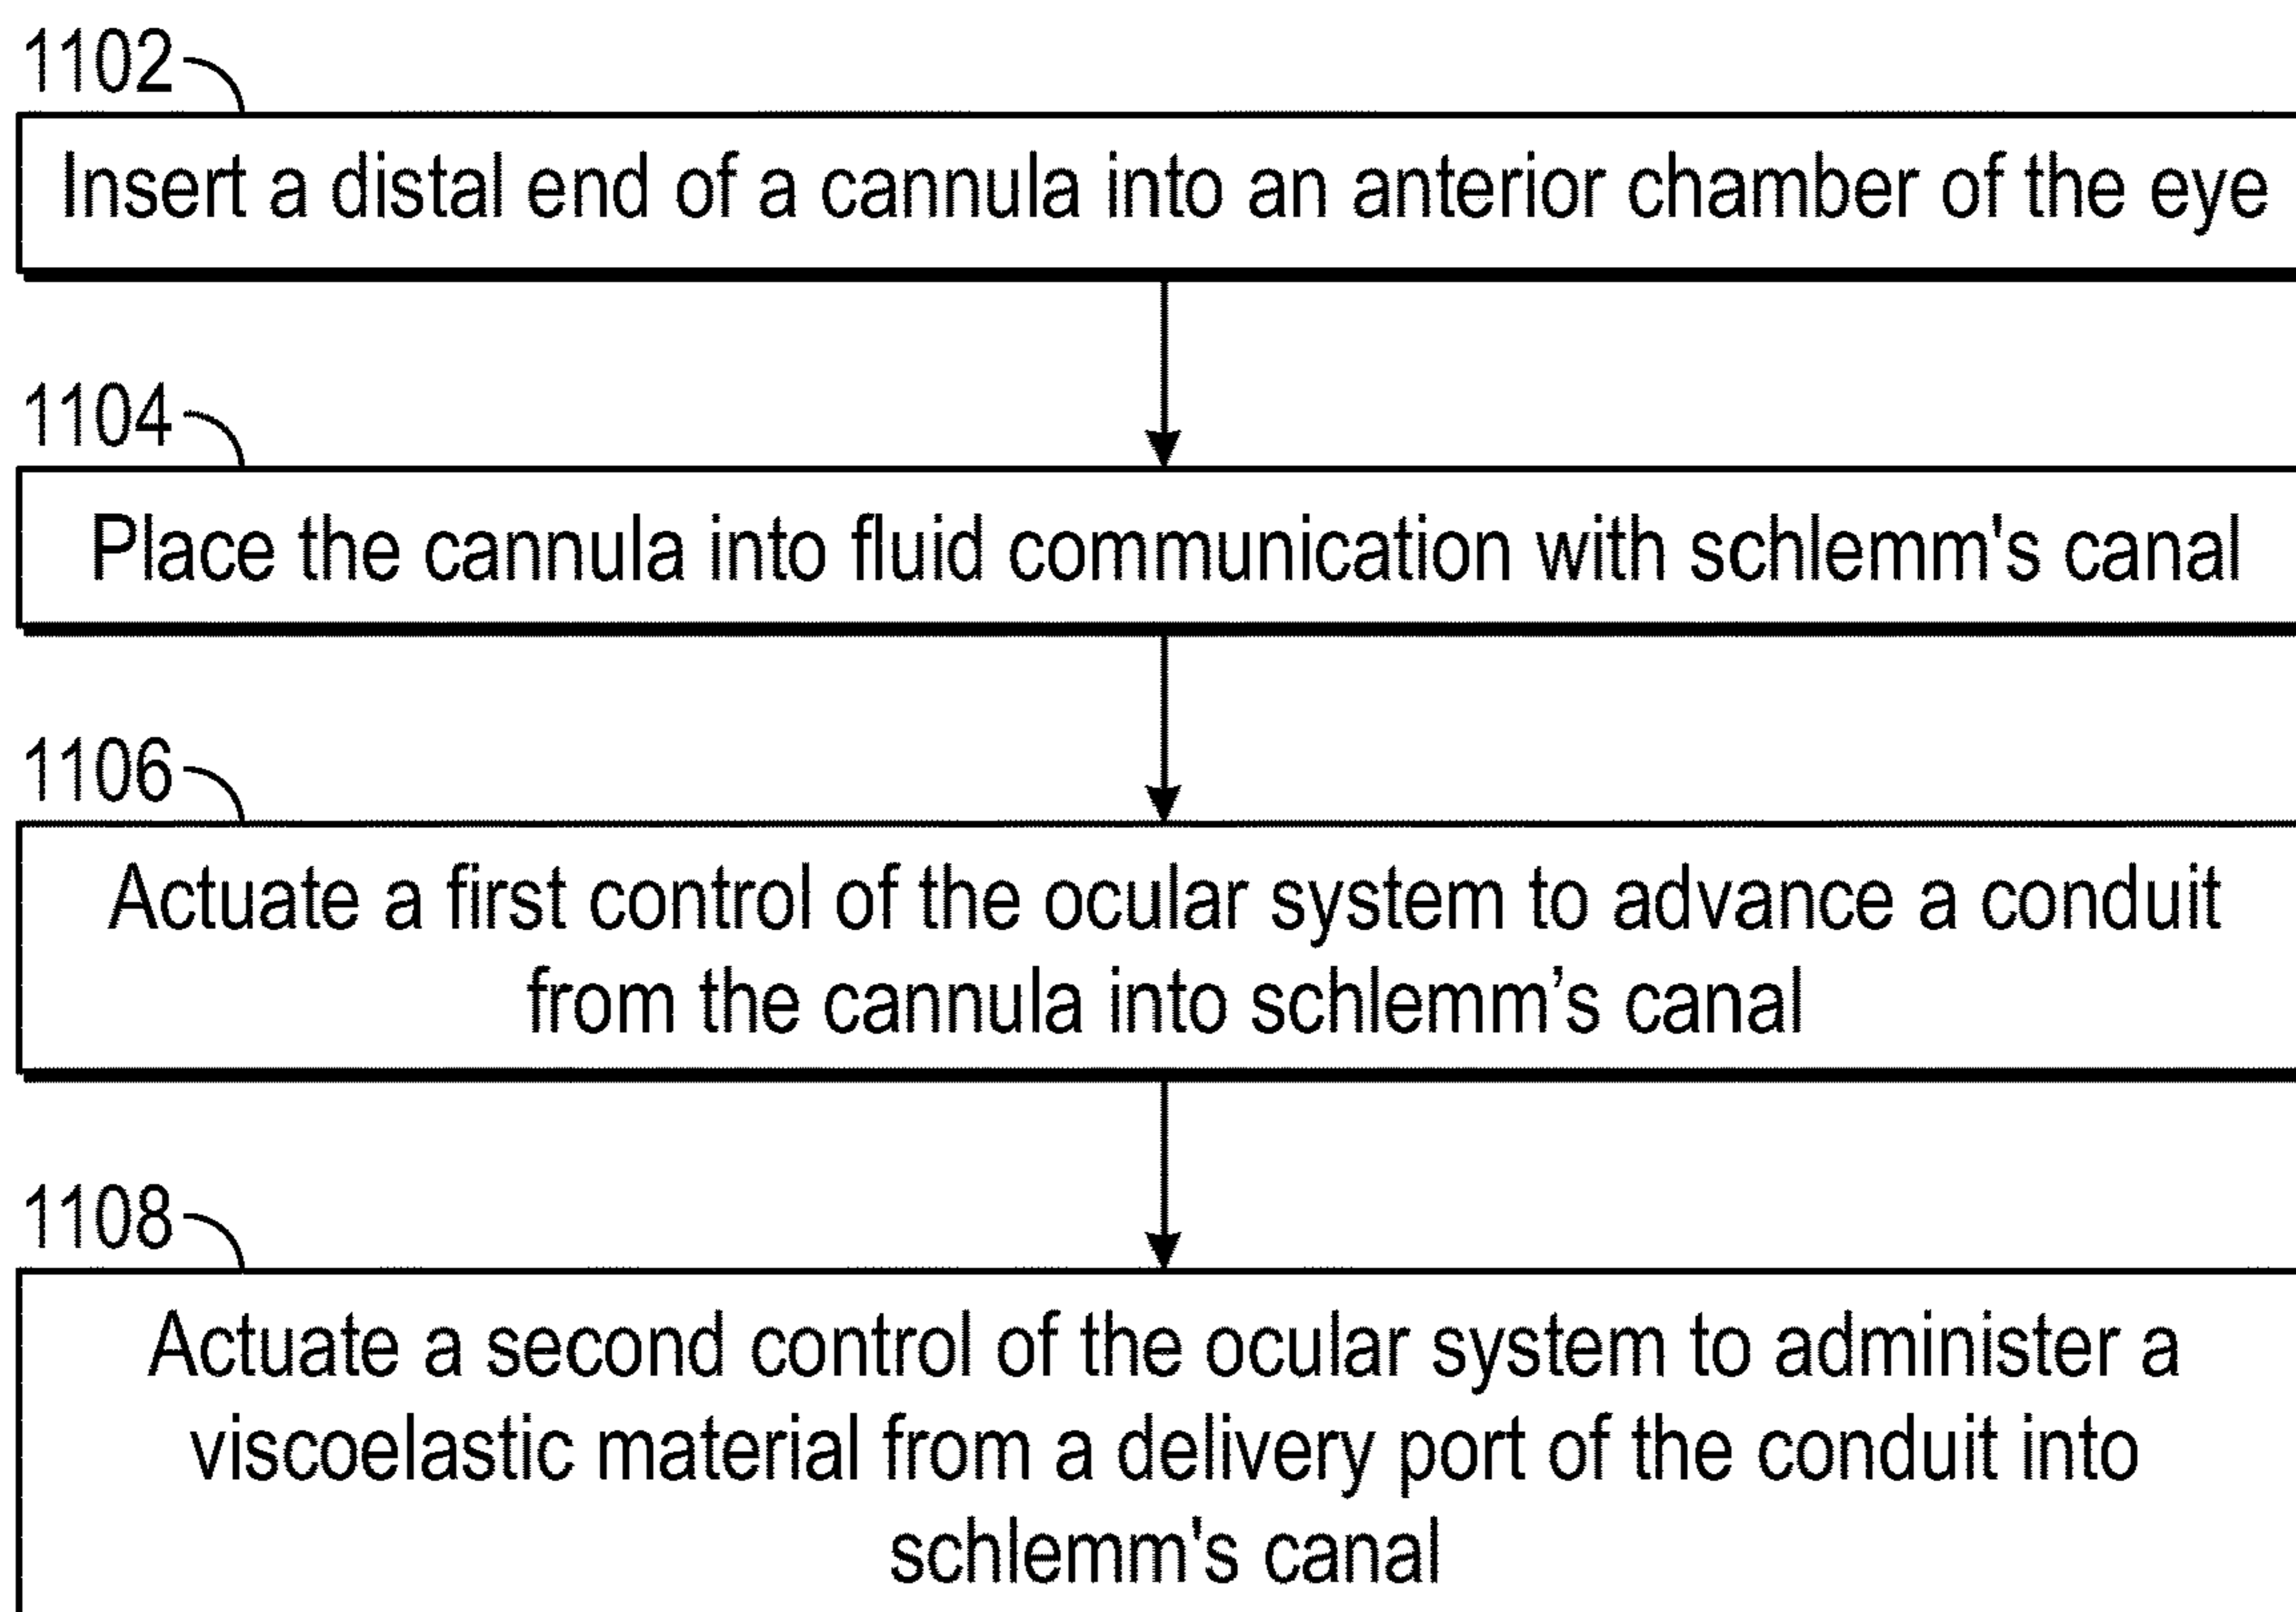 1102
Insert a distal end of a cannula into an anterior chamber of the eye
1104
Place the cannula into fluid communication with schlemm's canal
1106
Actuate a first control of the ocular system to advance a conduit
from the cannula into schlemm’s canal
1108
Actuate a second control of the ocular system to administer a
viscoelastic material from a delivery port of the conduit into
schlemm's canal